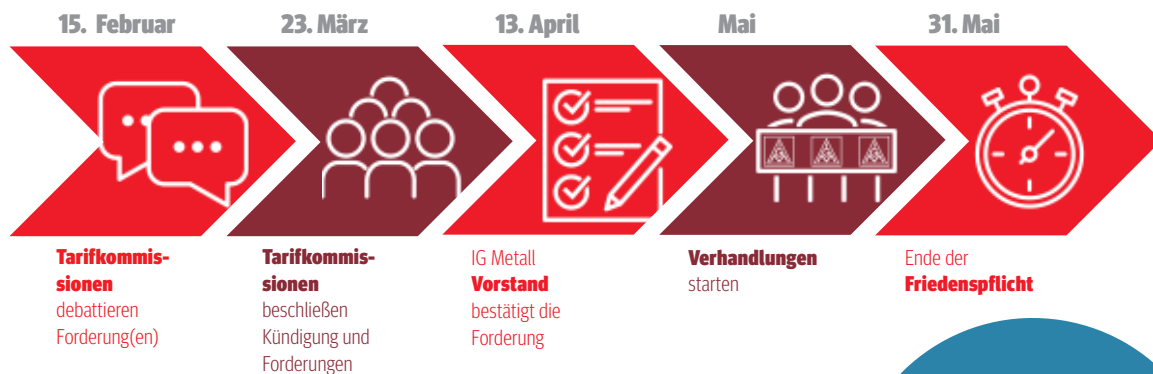 15. Februar
23. März
13. April
Mai
31. Mai
Tarifkommis-
sionen
debattieren
Forderung(en)
Tarifkommis-
sionen
beschließen
Kündigung und
Forderungen
IG Metall
Vorstand
bestätigt die
Forderung
Verhandlungen
starten
Ende der
Friedenspflicht